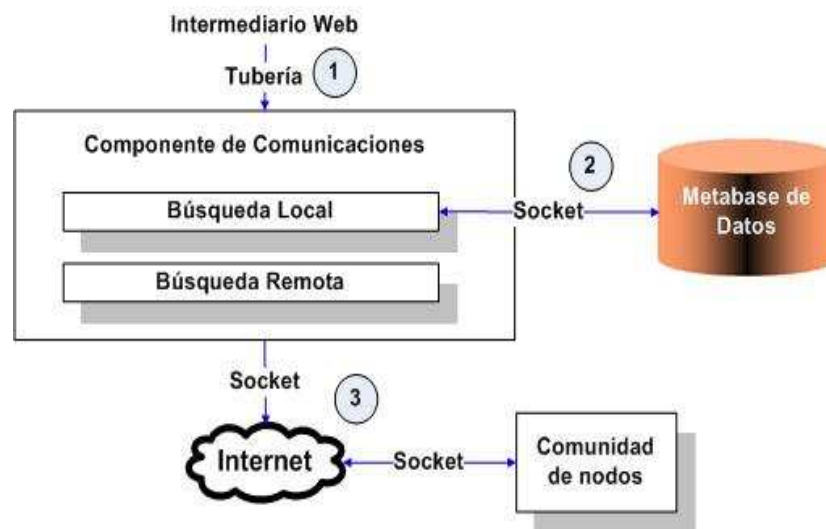 Intermediario Web
Tubería
1
Componente de Comunicaciones
2
Búsqueda Local
Socket
Metabase de
Datos
Búsqueda Remota
Socket
3
Internet
Socket
Comunidad
de nodos